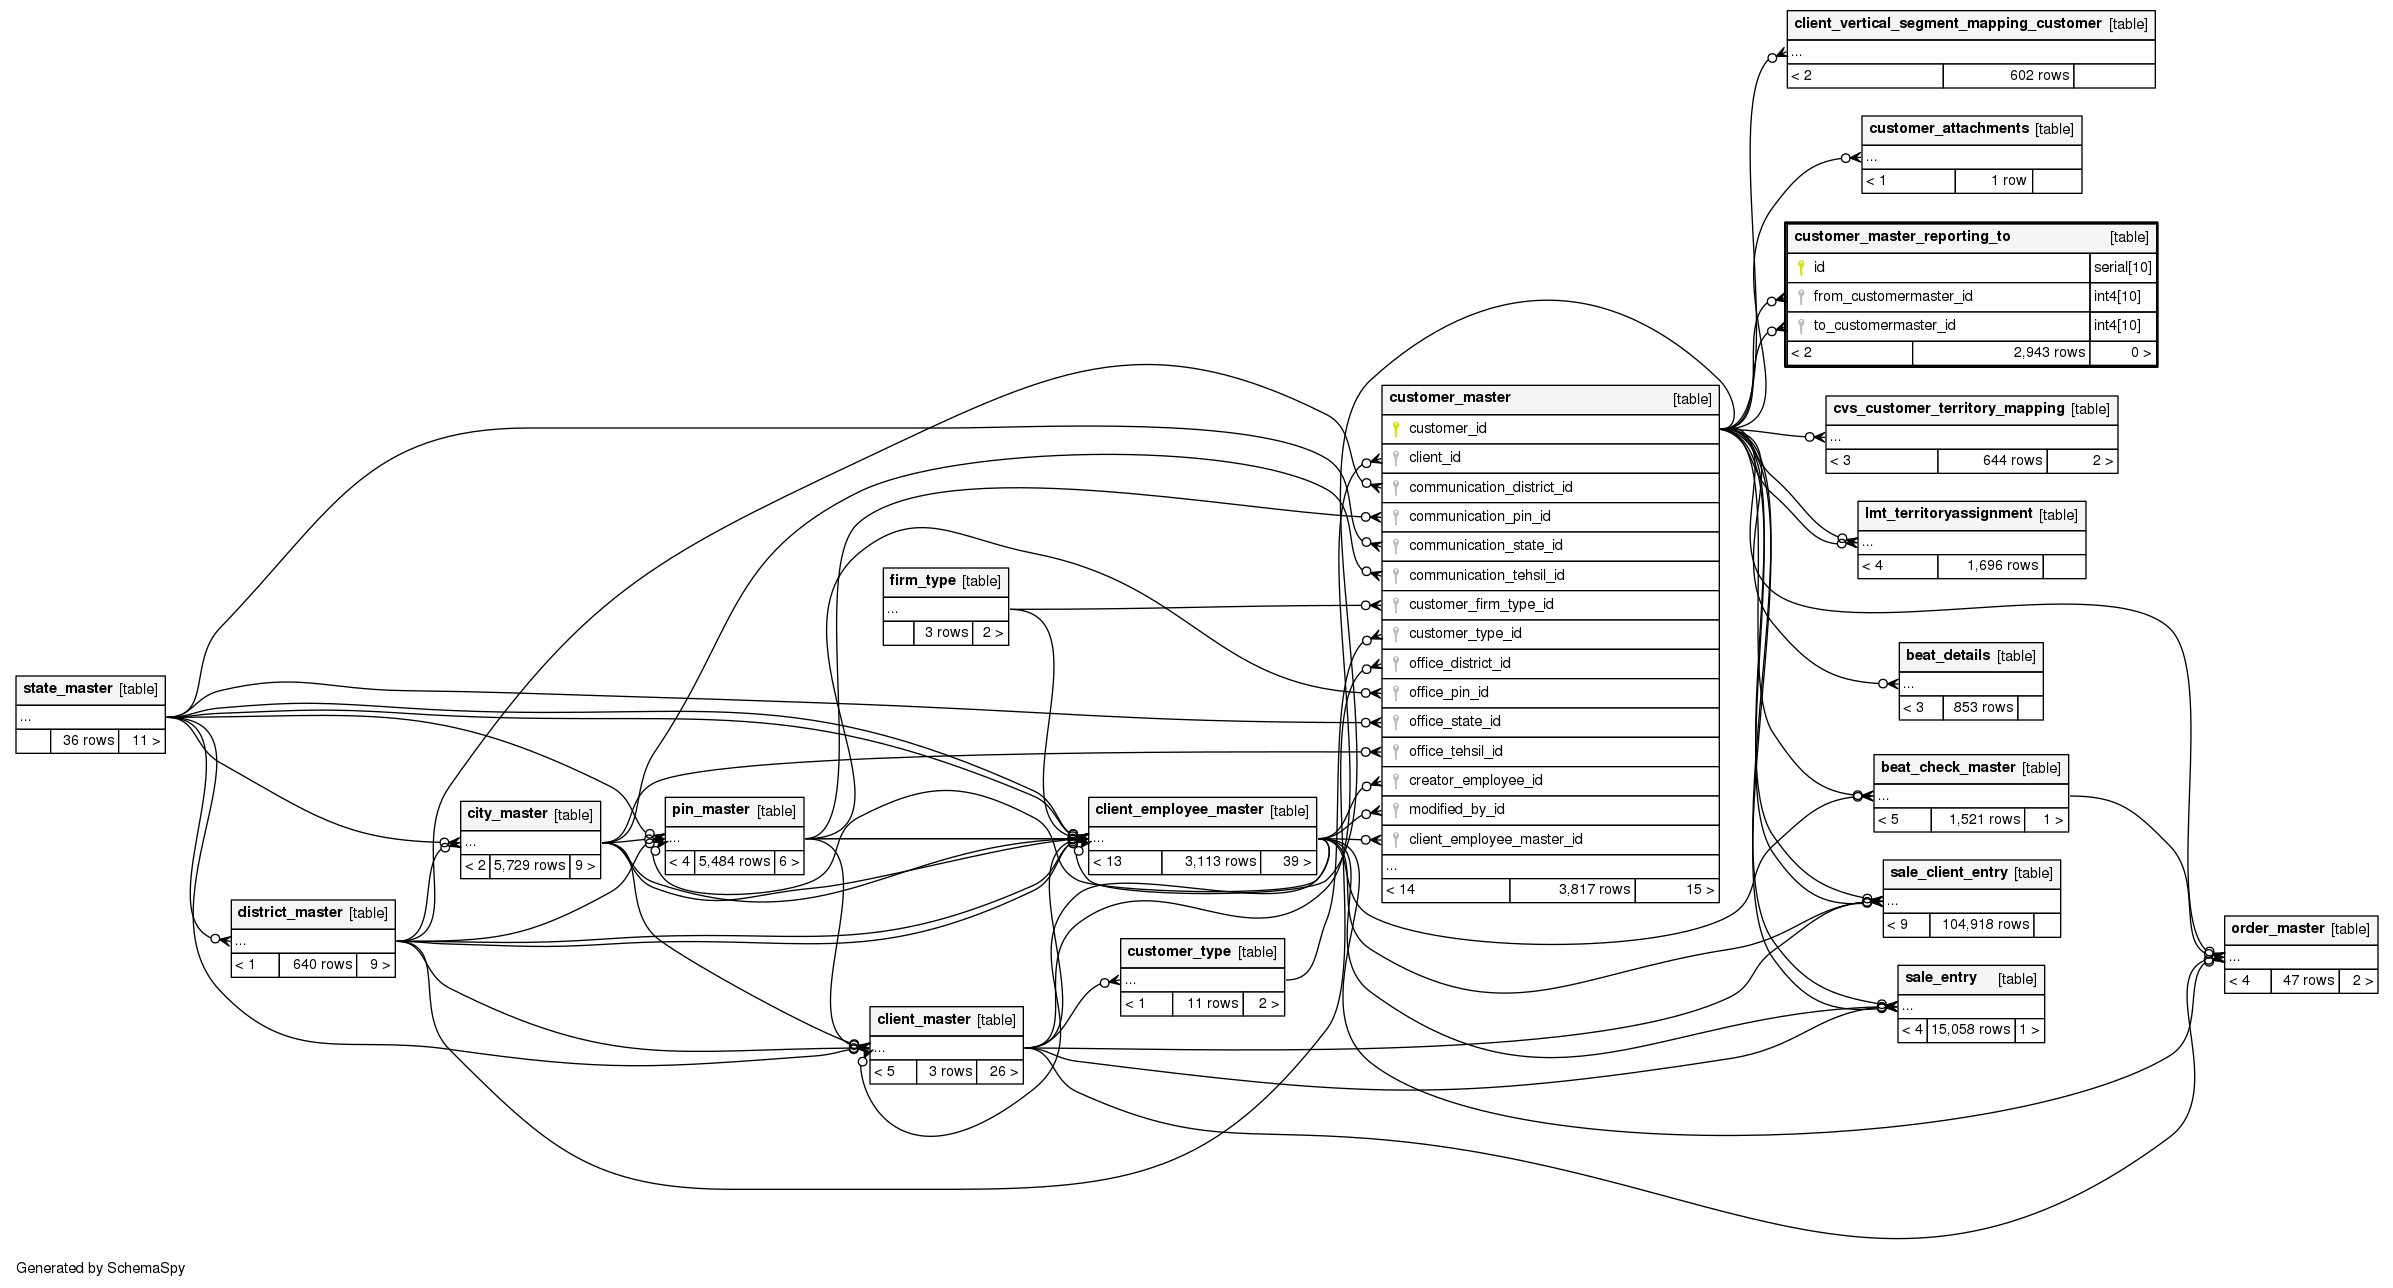 client_vertical_segment_mapping_customer [table]
...
< 2 602 rows
customer_attachments [table]
...
< 1 1 row
customer_master_reporting_to [table]
id serial[10]
from_customermaster_id int4[10]
to_customermaster_id int4[10]
< 2 2,943 rows 0 >
customer_master [table]
customer_id
client_id
communication_district_id
communication_pin_id
communication_state_id
communication_tehsil_id
customer_firm_type_id
customer_type_id
office_district_id
office_pin_id
office_state_id
office_tehsil_id
creator_employee_id
modified_by_id
client_employee_master_id
...
< 14 3,817 rows 15 >
cvs_customer_territory_mapping [table]
...
< 3 644 rows 2 >
lmt_territoryassignment [table]
...
< 4 1,696 rows
firm_type [table]
...
3 rows 2 >
beat_details [table]
...
< 3 853 rows
state_master [table]
...
36 rows 11 >
beat_check_master [table]
...
< 5 1,521 rows 1 >
city_master [table]
...
< 2 5,729 rows 9 >
pin_master [table]
...
< 4 5,484 rows 6 >
client_employee_master [table]
...
< 13 3,113 rows 39 >
sale_client_entry [table]
...
< 9 104,918 rows
district_master [table]
...
< 1 640 rows 9 >
order_master [table]
...
< 4 47 rows 2 >
customer_type [table]
...
< 1 11 rows 2 >
sale_entry [table]
...
< 4 15,058 rows 1 >
client_master [table]
...
< 5 3 rows 26 >
Generated by SchemaSpy